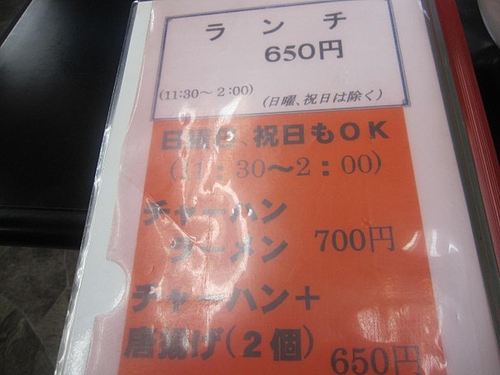 ランチ
650円
(11:30～2:00)
(日曜、祝日は除く)
日曜日、祝日もOK
(11:30～2:00)
チャーハン
ラーメン 700円
チャーハン＋
唐揚げ(2個) 650円